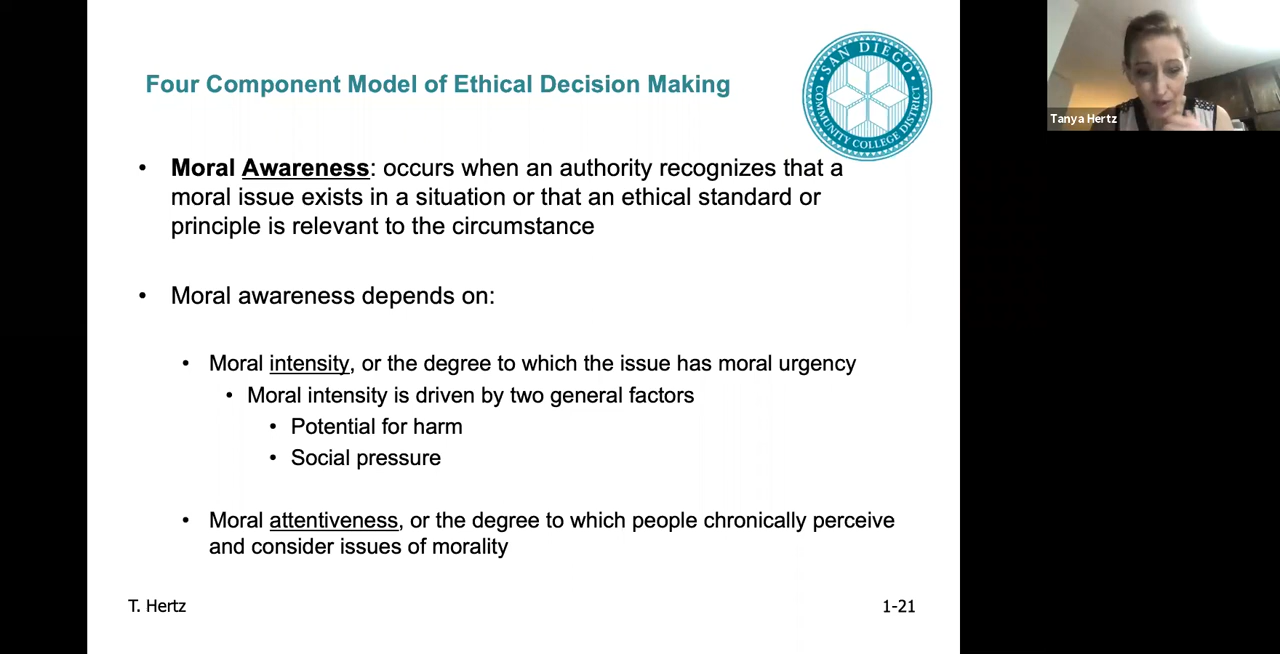 Four Component Model of Ethical Decision Making
SAN DIEGO
COMMUNITY COLLEGE DISTRICT
Tanya Hertz
• Moral Awareness: occurs when an authority recognizes that a
moral issue exists in a situation or that an ethical standard or
principle is relevant to the circumstance
• Moral awareness depends on:
• Moral intensity, or the degree to which the issue has moral urgency
• Moral intensity is driven by two general factors
• Potential for harm
• Social pressure
• Moral attentiveness, or the degree to which people chronically perceive
and consider issues of morality
T. Hertz
1-21